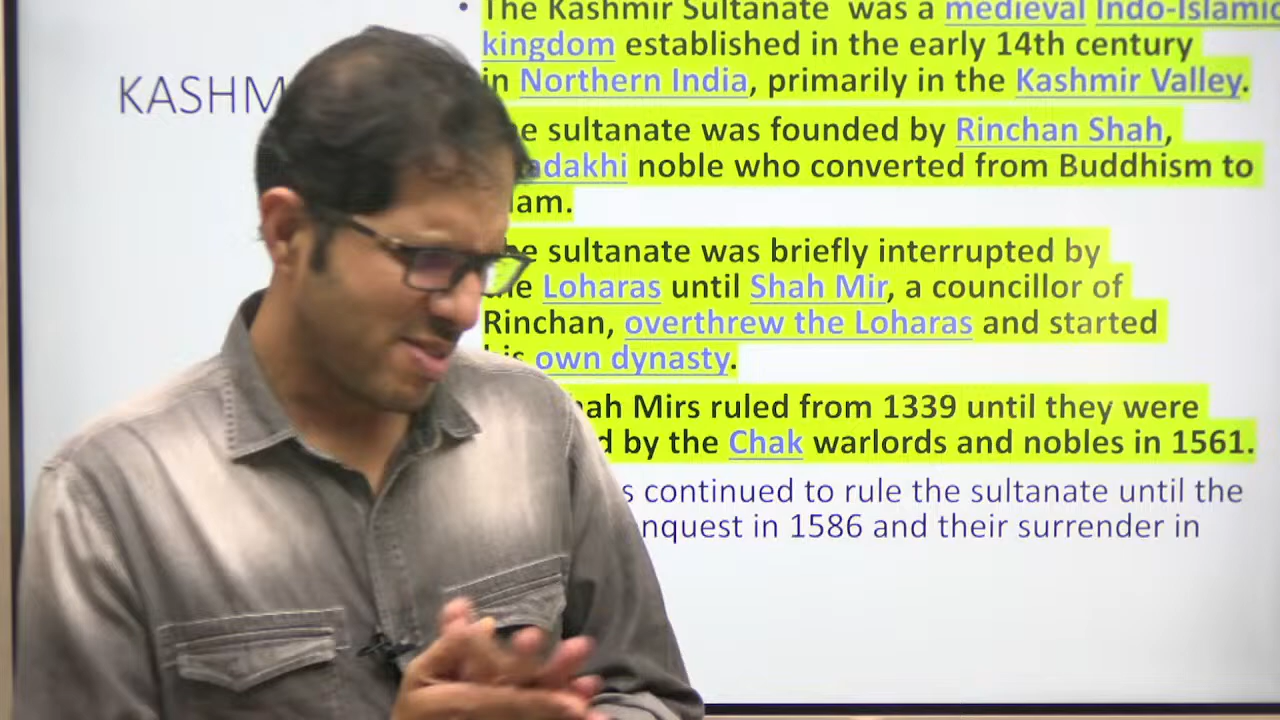 KASHM
• The Kashmir Sultanate was a medieval Indo-Islamic
kingdom established in the early 14th century
in Northern India, primarily in the Kashmir Valley.
sultanate was founded by Rinchan Shah,
noble who converted from Buddhism to
sultanate was briefly interrupted by
Loharas until Shah Mir, a councillor of
Rinchan, overthrew the Loharas and started
own dynasty.
Mirs ruled from 1339 until they were
by the Chak warlords and nobles in 1561.
continued to rule the sultanate until the
in 1586 and their surrender in